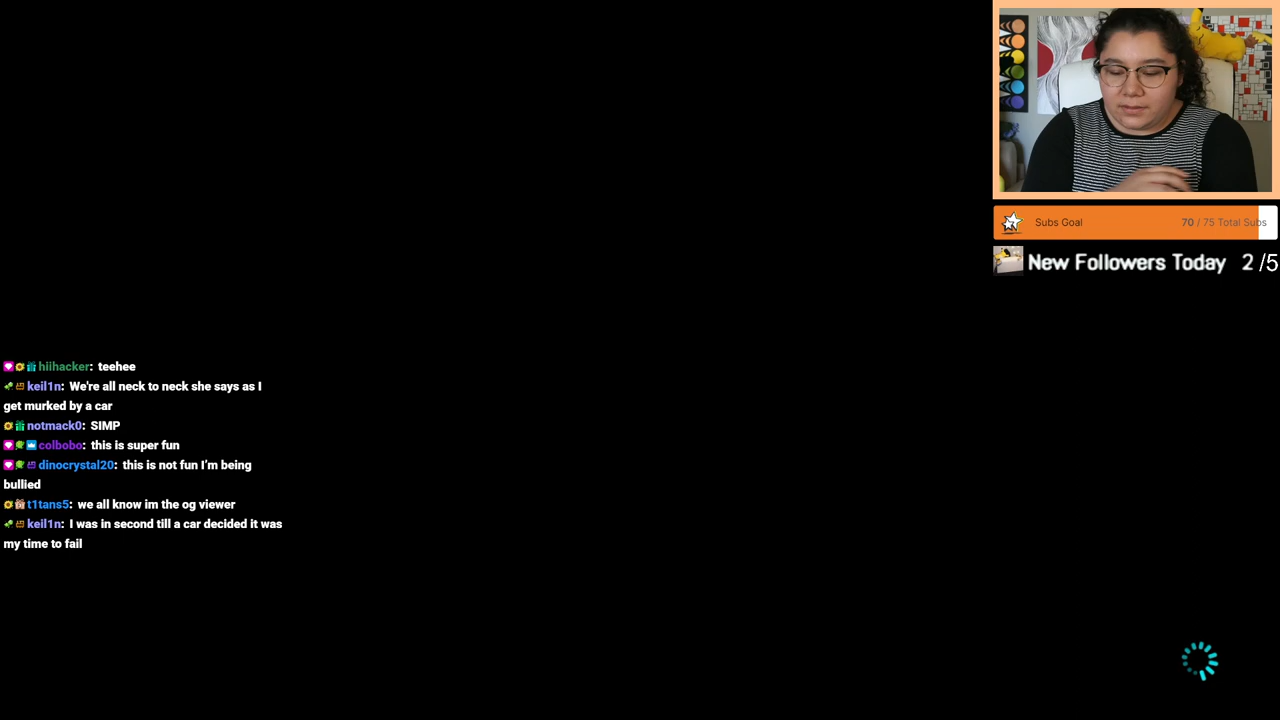 Subs Goal 70 / 75 Total Subs
New Followers Today 2 /5
hiihacker: teehee
keil1n: We're all neck to neck she says as I
get murked by a car
notmack0: SIMP
colbobo: this is super fun
dinocrystal20: this is not fun I’m being
bullied
t1tans5: we all know im the og viewer
keil1n: I was in second till a car decided it was
my time to fail